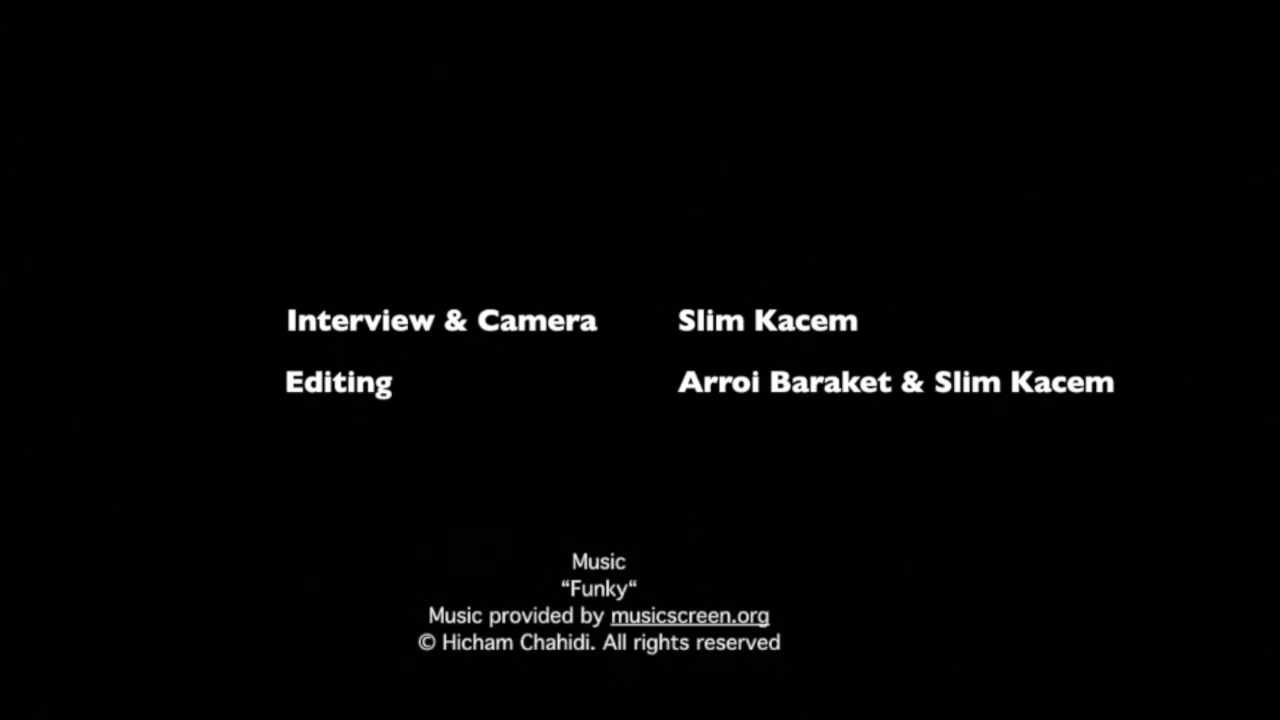 Interview & Camera Slim Kacem
Editing Arroi Baraket & Slim Kacem
Music
“Funky“
Music provided by musicscreen.org
© Hicham Chahidi. All rights reserved